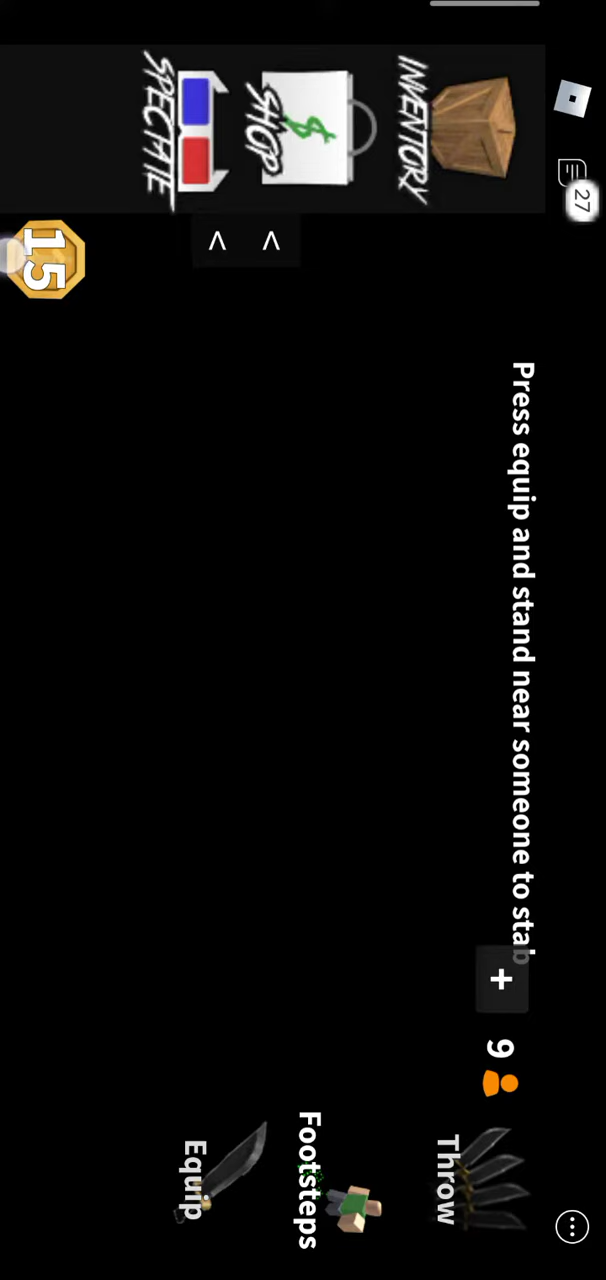 27
INVENTORY
SHOP
SPECTATE
< <
15
Press equip and stand near someone to stab
+
9
Throw
Footsteps
Equip